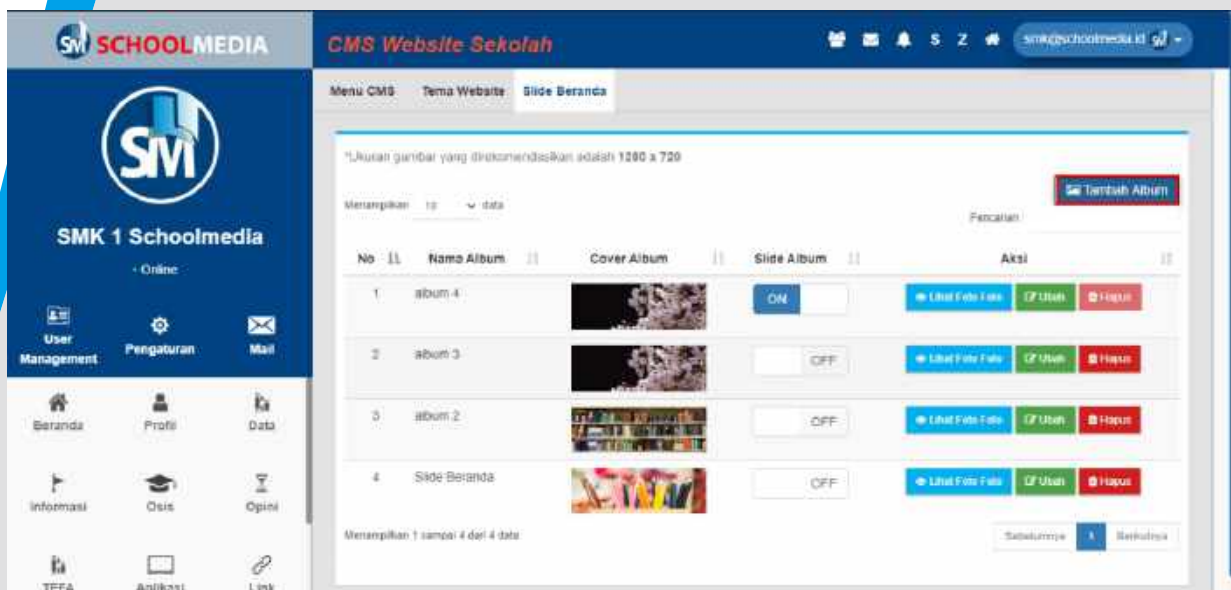 SM SCHOOLMEDIA
CMS Website Sekolah
S Z
smk@schoolmedia.id
SM
SMK 1 Schoolmedia
Online
User Management
Pengaturan
Mail
Beranda
Profil
Data
Informasi
Osis
Opini
TEFA
Aplikasi
Link
Menu CMS Tema Website Slide Beranda
*Ukuran gambar yang direkomendasikan adalah 1280 x 720
Tambah Album
Menampilkan 10 data
Pencarian
No Nama Album Cover Album Slide Album Aksi
1 album 4 ON Lihat Foto Foto Ubah Hapus
2 album 3 OFF Lihat Foto Foto Ubah Hapus
3 album 2 OFF Lihat Foto Foto Ubah Hapus
4 Slide Beranda OFF Lihat Foto Foto Ubah Hapus
Menampilkan 1 sampai 4 dari 4 data
Sebelumnya 1 Berikutnya